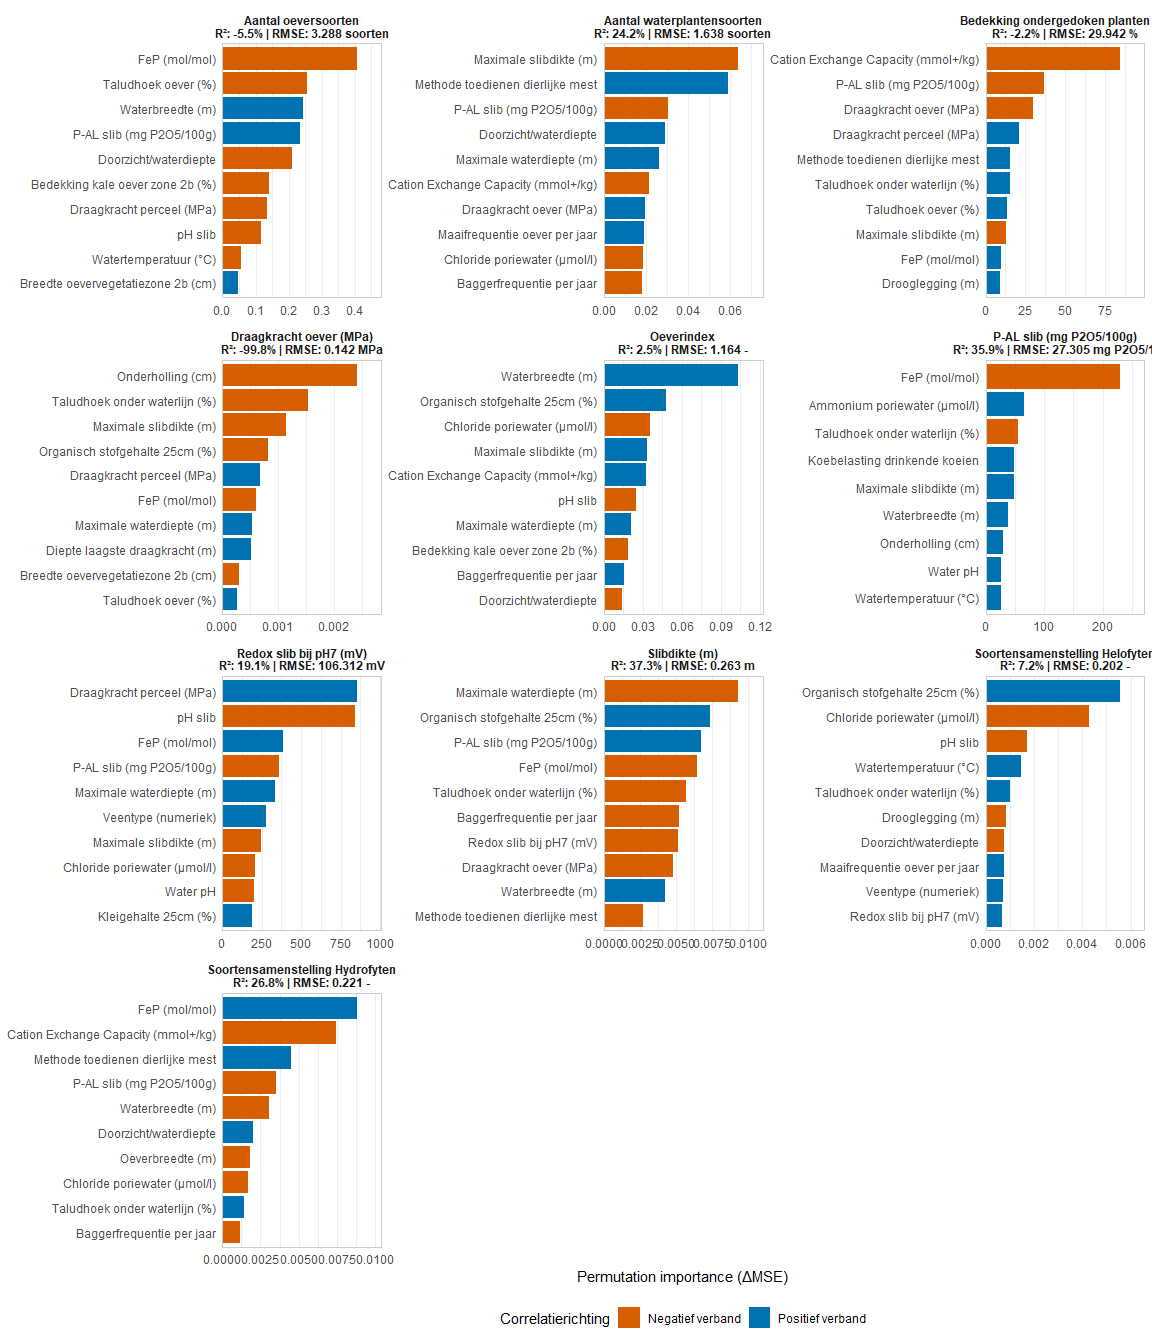 Aantal oeversoorten
R²: -5.5% | RMSE: 3.288 soorten
FeP (mol/mol)
Taludhoek oever (%)
Waterbreedte (m)
P-AL slib (mg P2O5/100g)
Doorzicht/waterdiepte
Bedekking kale oever zone 2b (%)
Draagkracht perceel (MPa)
pH slib
Watertemperatuur (°C)
Breedte oevervegetatiezone 2b (cm)
0.0 0.1 0.2 0.3 0.4
Aantal waterplantensoorten
R²: 24.2% | RMSE: 1.638 soorten
Maximale slibdikte (m)
Methode toedienen dierlijke mest
P-AL slib (mg P2O5/100g)
Doorzicht/waterdiepte
Maximale waterdiepte (m)
Cation Exchange Capacity (mmol+/kg)
Draagkracht oever (MPa)
Maaifrequentie oever per jaar
Chloride poriewater (µmol/l)
Baggerfrequentie per jaar
0.00 0.02 0.04 0.06
Bedekking ondergedoken planten
R²: -2.2% | RMSE: 29.942 %
Cation Exchange Capacity (mmol+/kg)
P-AL slib (mg P2O5/100g)
Draagkracht oever (MPa)
Draagkracht perceel (MPa)
Methode toedienen dierlijke mest
Taludhoek onder waterlijn (%)
Taludhoek oever (%)
Maximale slibdikte (m)
FeP (mol/mol)
Drooglegging (m)
0 25 50 75
Draagkracht oever (MPa)
R²: -99.8% | RMSE: 0.142 MPa
Onderholling (cm)
Taludhoek onder waterlijn (%)
Maximale slibdikte (m)
Organisch stofgehalte 25cm (%)
Draagkracht perceel (MPa)
FeP (mol/mol)
Maximale waterdiepte (m)
Diepte laagste draagkracht (m)
Breedte oevervegetatiezone 2b (cm)
Taludhoek oever (%)
0.000 0.001 0.002
Oeverindex
R²: 2.5% | RMSE: 1.164 -
Waterbreedte (m)
Organisch stofgehalte 25cm (%)
Chloride poriewater (µmol/l)
Maximale slibdikte (m)
Cation Exchange Capacity (mmol+/kg)
pH slib
Maximale waterdiepte (m)
Bedekking kale oever zone 2b (%)
Baggerfrequentie per jaar
Doorzicht/waterdiepte
0.00 0.03 0.06 0.09 0.12
P-AL slib (mg P2O5/100g)
R²: 35.9% | RMSE: 27.305 mg P2O5/1
FeP (mol/mol)
Ammonium poriewater (µmol/l)
Taludhoek onder waterlijn (%)
Koebelasting drinkende koeien
Maximale slibdikte (m)
Waterbreedte (m)
Onderholling (cm)
Water pH
Watertemperatuur (°C)
0 100 200
Redox slib bij pH7 (mV)
R²: 19.1% | RMSE: 106.312 mV
Draagkracht perceel (MPa)
pH slib
FeP (mol/mol)
P-AL slib (mg P2O5/100g)
Maximale waterdiepte (m)
Veentype (numeriek)
Maximale slibdikte (m)
Chloride poriewater (µmol/l)
Water pH
Kleigehalte 25cm (%)
0 250 500 750 1000
Slibdikte (m)
R²: 37.3% | RMSE: 0.263 m
Maximale waterdiepte (m)
Organisch stofgehalte 25cm (%)
P-AL slib (mg P2O5/100g)
FeP (mol/mol)
Taludhoek onder waterlijn (%)
Baggerfrequentie per jaar
Redox slib bij pH7 (mV)
Draagkracht oever (MPa)
Waterbreedte (m)
Methode toedienen dierlijke mest
0.0000 0.0025 0.0050 0.0075 0.0100
Soortensamenstelling Helofyten
R²: 7.2% | RMSE: 0.202 -
Organisch stofgehalte 25cm (%)
Chloride poriewater (µmol/l)
pH slib
Watertemperatuur (°C)
Taludhoek onder waterlijn (%)
Drooglegging (m)
Doorzicht/waterdiepte
Maaifrequentie oever per jaar
Veentype (numeriek)
Redox slib bij pH7 (mV)
0.000 0.002 0.004 0.006
Soortensamenstelling Hydrofyten
R²: 26.8% | RMSE: 0.221 -
FeP (mol/mol)
Cation Exchange Capacity (mmol+/kg)
Methode toedienen dierlijke mest
P-AL slib (mg P2O5/100g)
Waterbreedte (m)
Doorzicht/waterdiepte
Oeverbreedte (m)
Chloride poriewater (µmol/l)
Taludhoek onder waterlijn (%)
Baggerfrequentie per jaar
0.0000 0.0025 0.0050 0.0075 0.0100
Permutation importance (ΔMSE)
Correlatierichting Negatief verband Positief verband